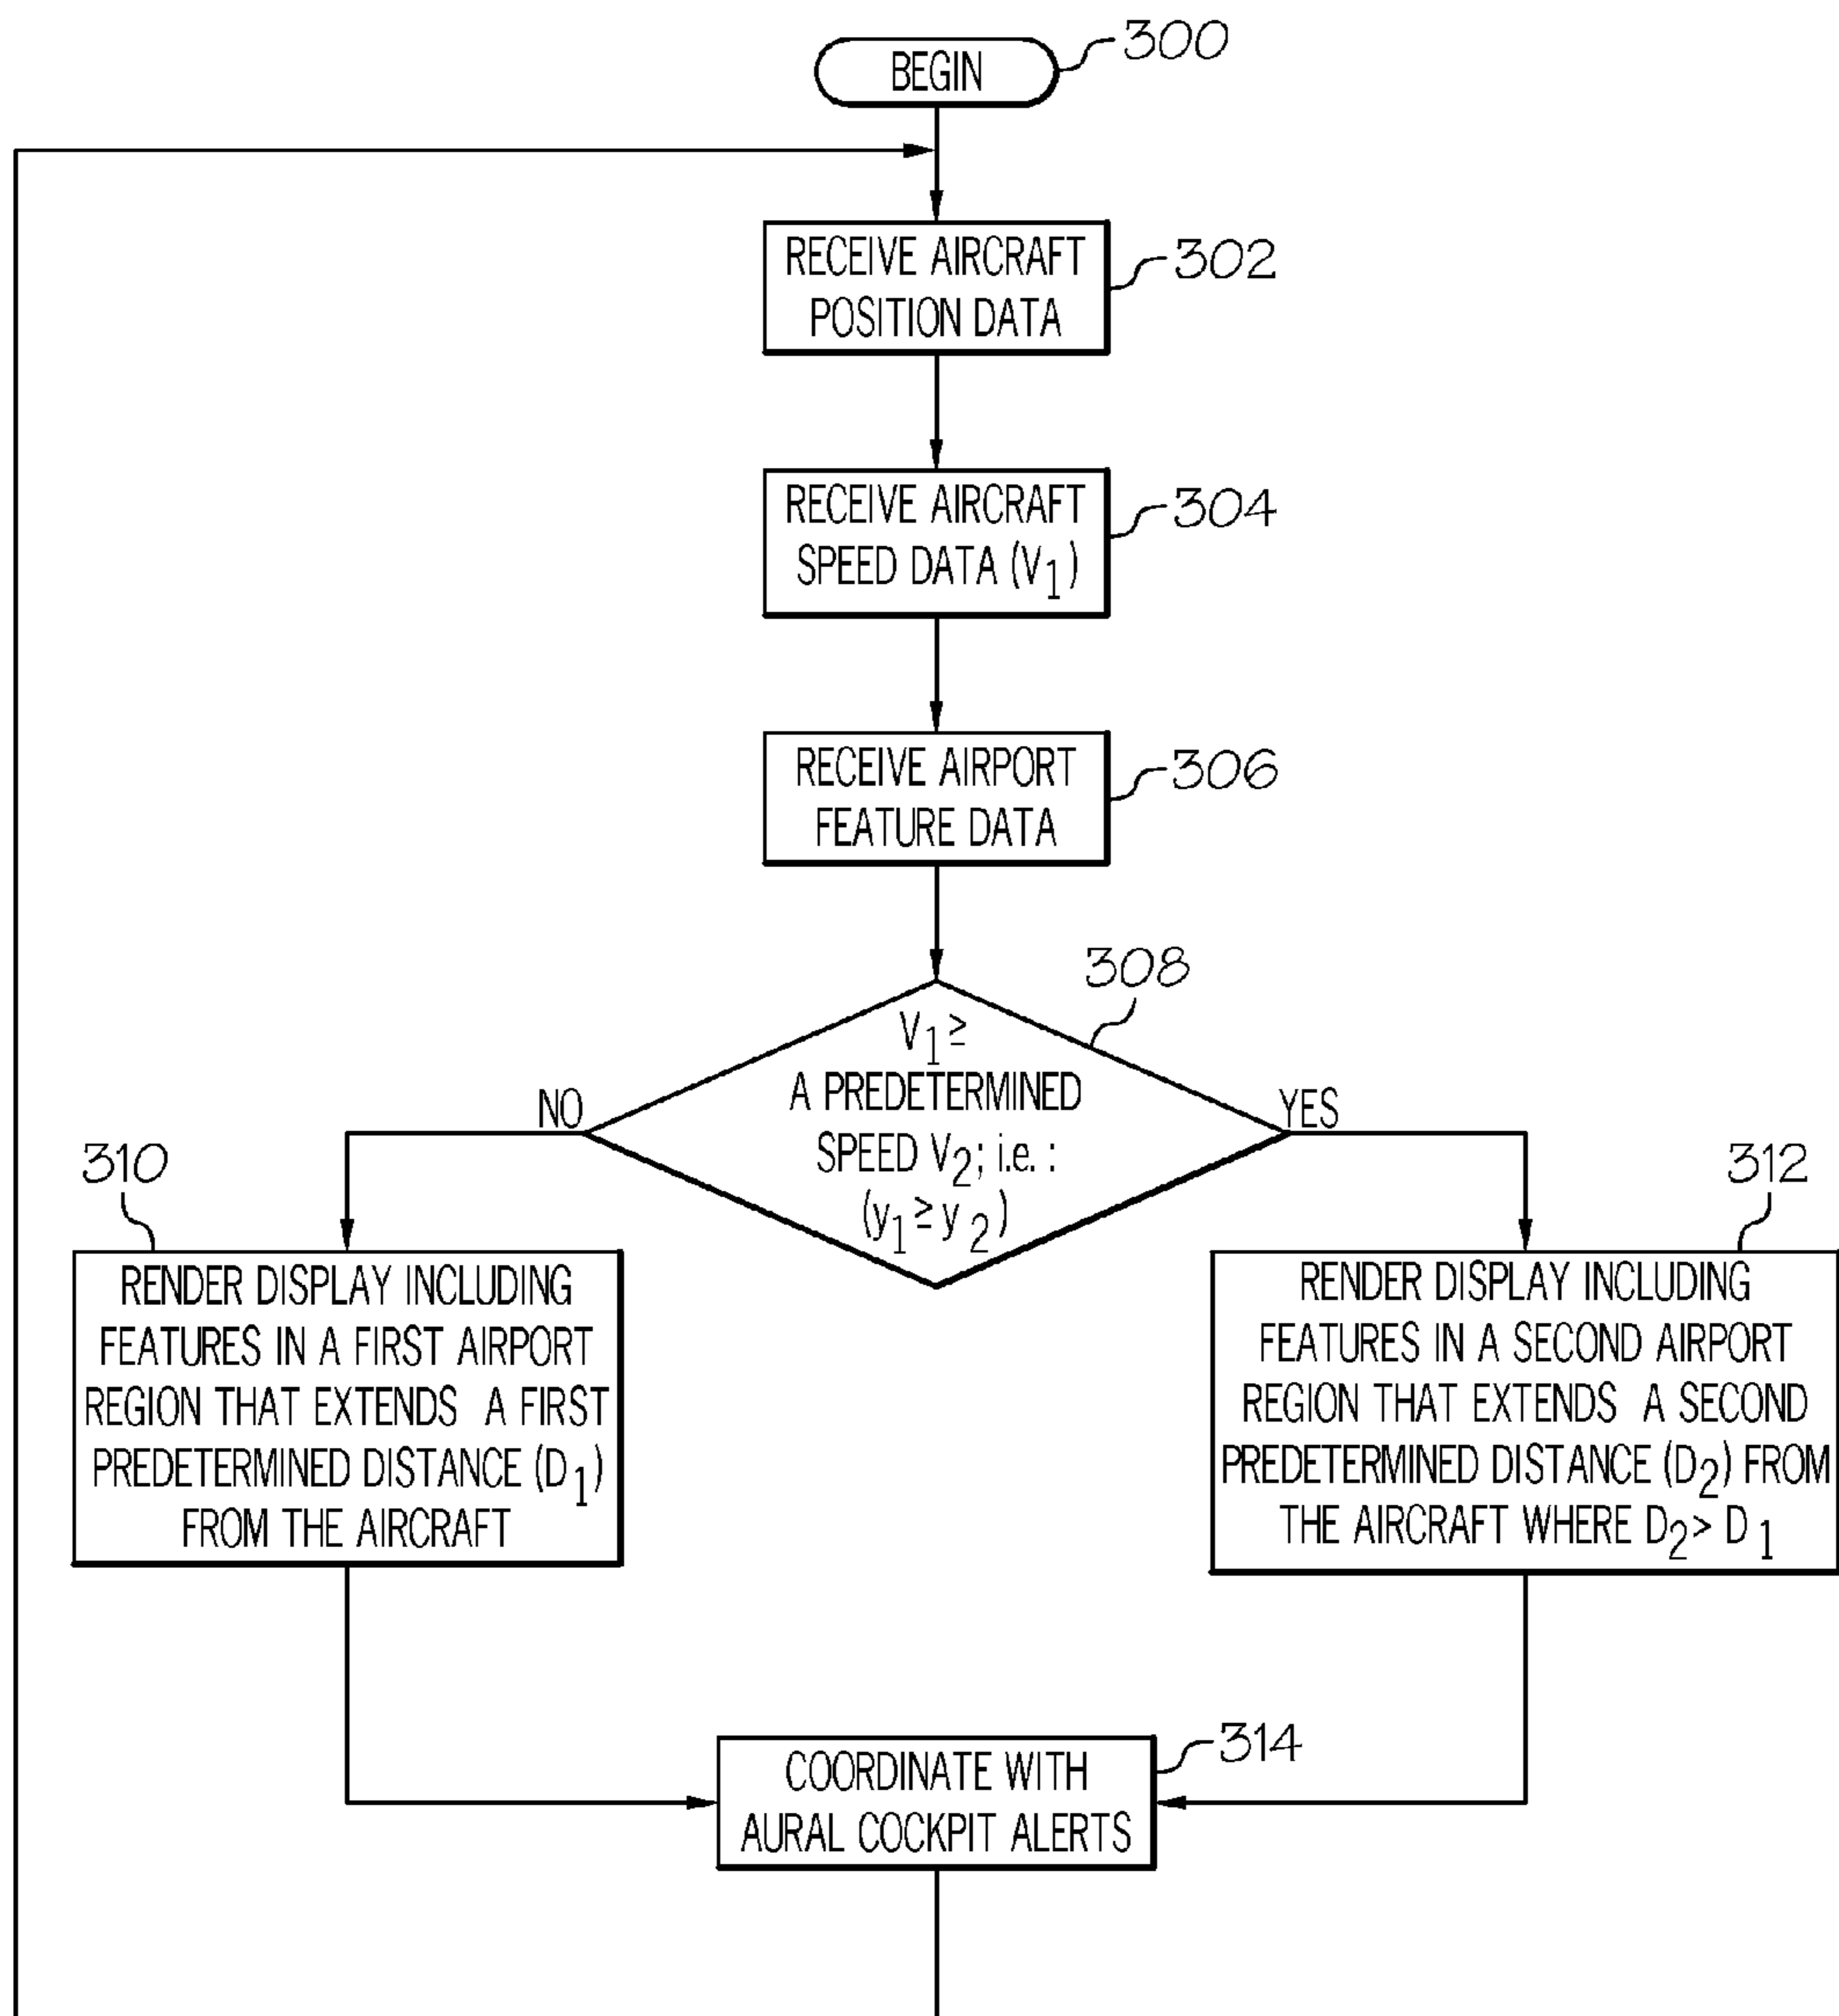 BEGIN
300
RECEIVE AIRCRAFT
POSITION DATA
302
RECEIVE AIRCRAFT
SPEED DATA (V₁)
304
RECEIVE AIRPORT
FEATURE DATA
306
308
V₁ ≥
A PREDETERMINED
SPEED V₂; i.e. :
(y₁ ≥ y₂)
NO
YES
310
RENDER DISPLAY INCLUDING
FEATURES IN A FIRST AIRPORT
REGION THAT EXTENDS A FIRST
PREDETERMINED DISTANCE (D₁)
FROM THE AIRCRAFT
312
RENDER DISPLAY INCLUDING
FEATURES IN A SECOND AIRPORT
REGION THAT EXTENDS A SECOND
PREDETERMINED DISTANCE (D₂) FROM
THE AIRCRAFT WHERE D₂ > D₁
314
COORDINATE WITH
AURAL COCKPIT ALERTS